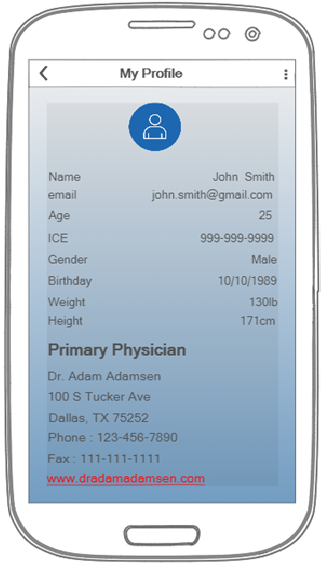 My Profile
Name John Smith
email john.smith@gmail.com
Age 25
ICE 999-999-9999
Gender Male
Birthday 10/10/1989
Weight 130lb
Height 171cm
Primary Physician
Dr. Adam Adamsen
100 S Tucker Ave
Dallas, TX 75252
Phone : 123-456-7890
Fax : 111-111-1111
www.dradamadamsen.com